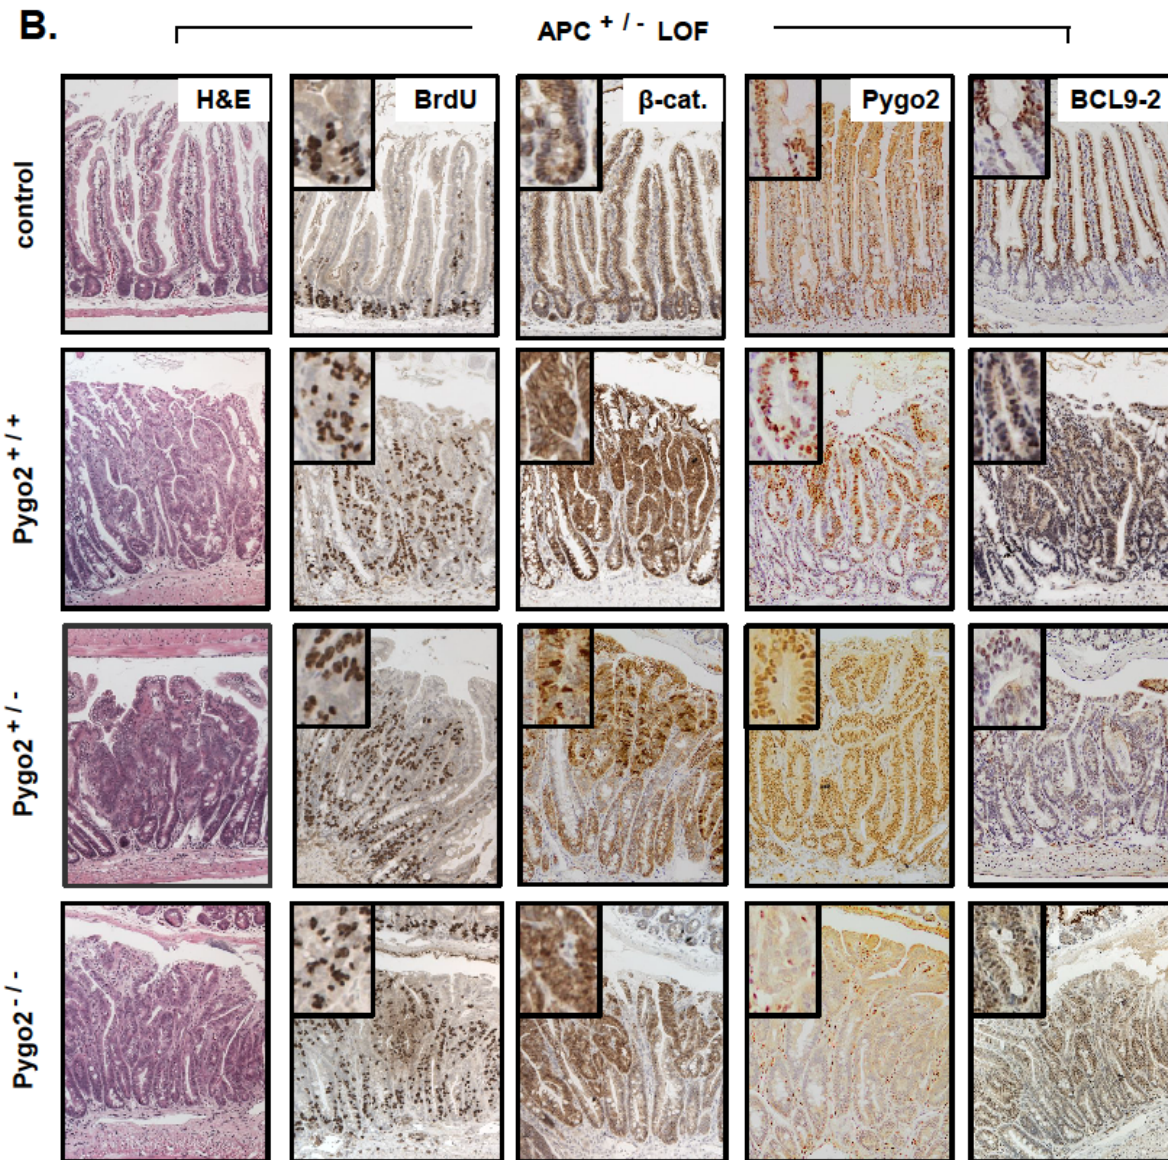 B.
APC + / - LOF
H&E
BrdU
β-cat.
Pygo2
BCL9-2
control
Pygo2 + / +
Pygo2 + / -
Pygo2 - / -